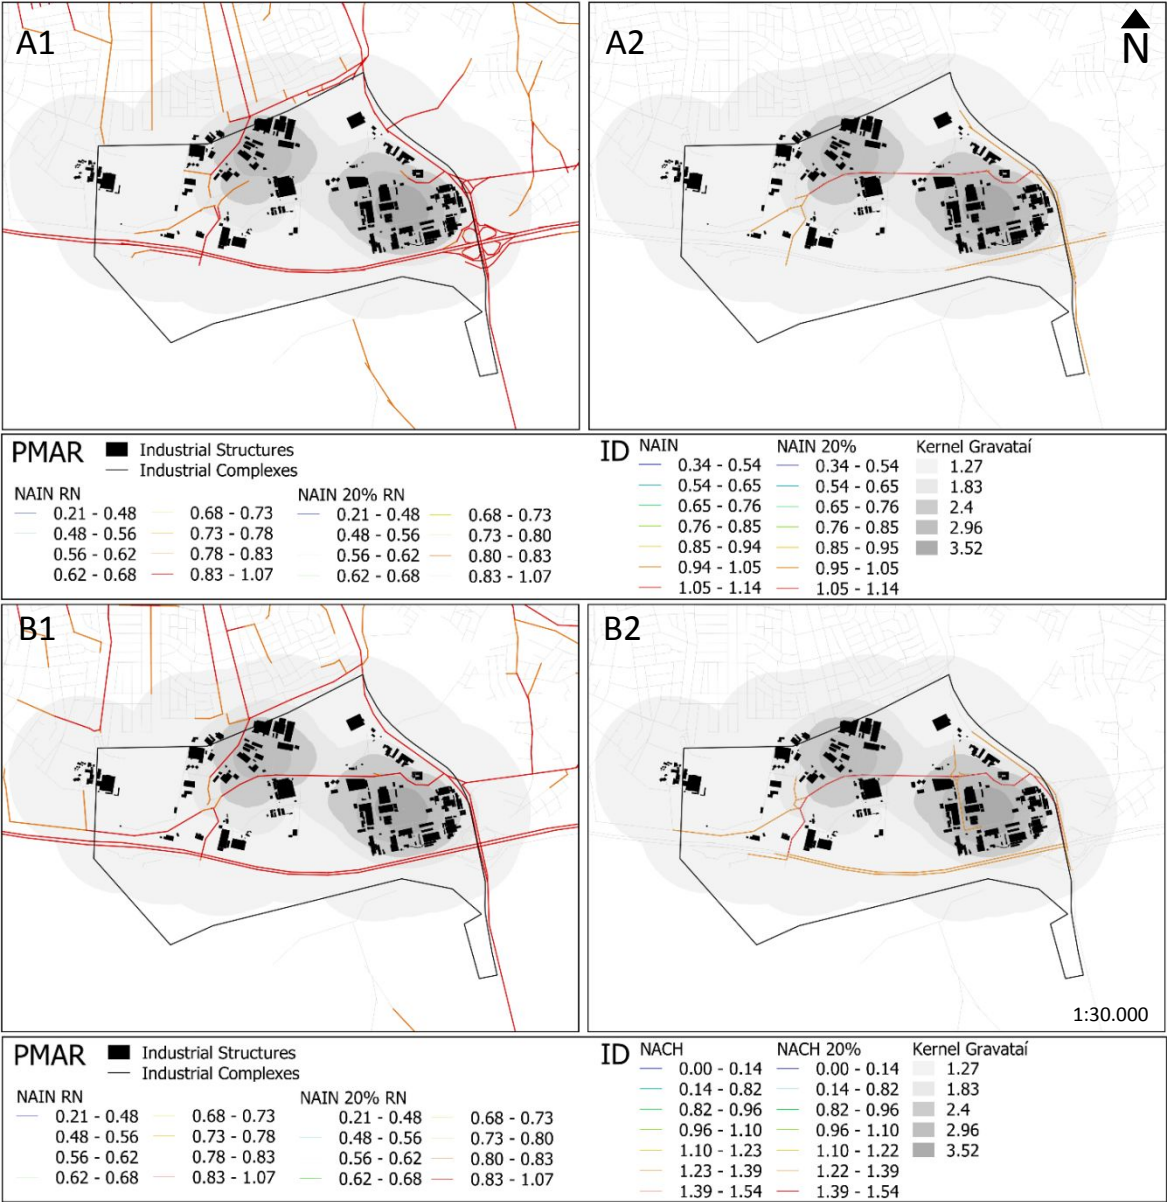 A1
A2
N
PMAR
Industrial Structures
Industrial Complexes
NAIN RN
0.21 - 0.48
0.48 - 0.56
0.56 - 0.62
0.62 - 0.68
0.68 - 0.73
0.73 - 0.78
0.78 - 0.83
0.83 - 1.07
NAIN 20% RN
0.21 - 0.48
0.48 - 0.56
0.56 - 0.62
0.62 - 0.68
0.68 - 0.73
0.73 - 0.80
0.80 - 0.83
0.83 - 1.07
ID
NAIN
0.34 - 0.54
0.54 - 0.65
0.65 - 0.76
0.76 - 0.85
0.85 - 0.94
0.94 - 1.05
1.05 - 1.14
NAIN 20%
0.34 - 0.54
0.54 - 0.65
0.65 - 0.76
0.76 - 0.85
0.85 - 0.95
0.95 - 1.05
1.05 - 1.14
Kernel Gravataí
1.27
1.83
2.4
2.96
3.52
B1
B2
1:30.000
PMAR
Industrial Structures
Industrial Complexes
NAIN RN
0.21 - 0.48
0.48 - 0.56
0.56 - 0.62
0.62 - 0.68
0.68 - 0.73
0.73 - 0.78
0.78 - 0.83
0.83 - 1.07
NAIN 20% RN
0.21 - 0.48
0.48 - 0.56
0.56 - 0.62
0.62 - 0.68
0.68 - 0.73
0.73 - 0.80
0.80 - 0.83
0.83 - 1.07
ID
NACH
0.00 - 0.14
0.14 - 0.82
0.82 - 0.96
0.96 - 1.10
1.10 - 1.23
1.23 - 1.39
1.39 - 1.54
NACH 20%
0.00 - 0.14
0.14 - 0.82
0.82 - 0.96
0.96 - 1.10
1.10 - 1.22
1.22 - 1.39
1.39 - 1.54
Kernel Gravataí
1.27
1.83
2.4
2.96
3.52